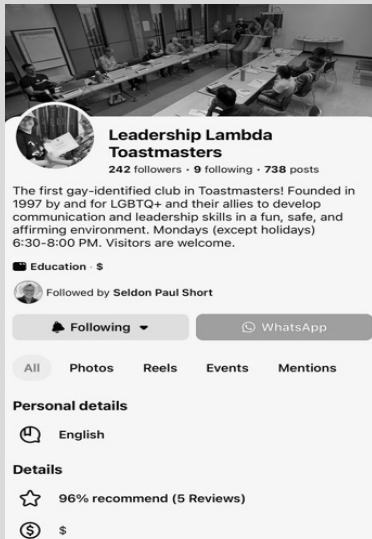 Leadership Lambda
Toastmasters
242 followers • 9 following • 738 posts
The first gay-identified club in Toastmasters! Founded in
1997 by and for LGBTQ+ and their allies to develop
communication and leadership skills in a fun, safe, and
affirming environment. Mondays (except holidays)
6:30-8:00 PM. Visitors are welcome.
Education · $
Followed by Seldon Paul Short
Following
WhatsApp
All Photos Reels Events Mentions
Personal details
English
Details
96% recommend (5 Reviews)
$